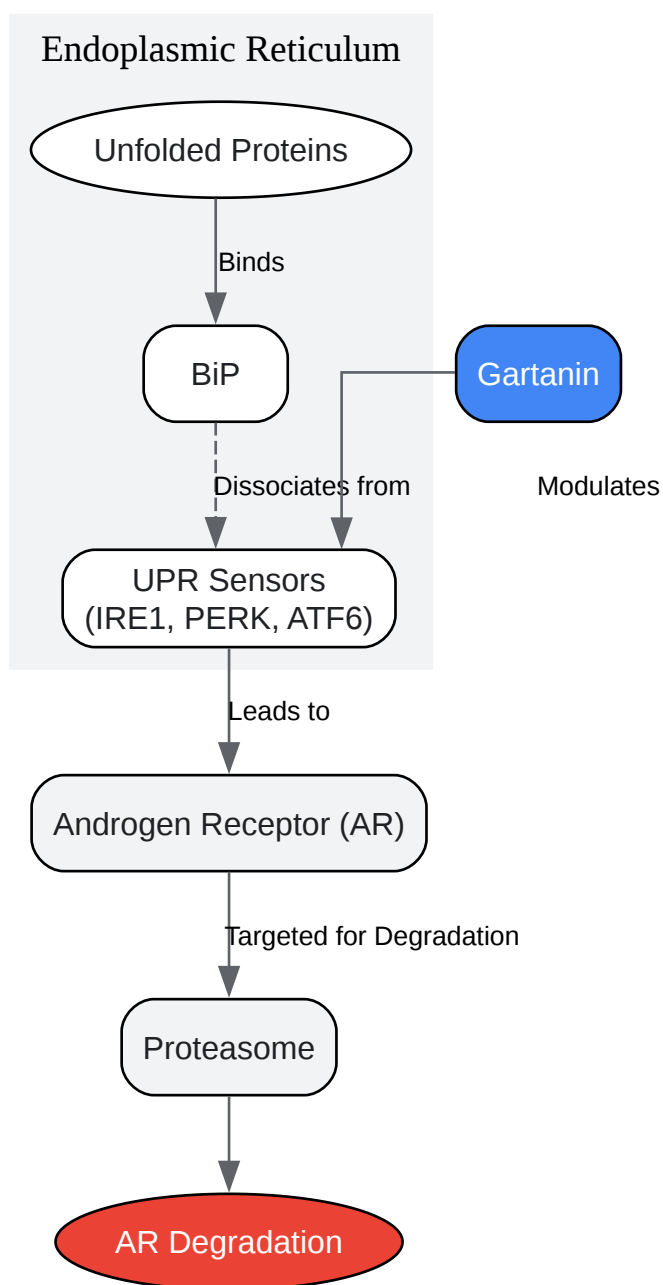 Endoplasmic Reticulum
Unfolded Proteins
Binds
BiP
Gartanin
Dissociates from
Modulates
UPR Sensors
(IRE1, PERK, ATF6)
Leads to
Androgen Receptor (AR)
Targeted for Degradation
Proteasome
AR Degradation